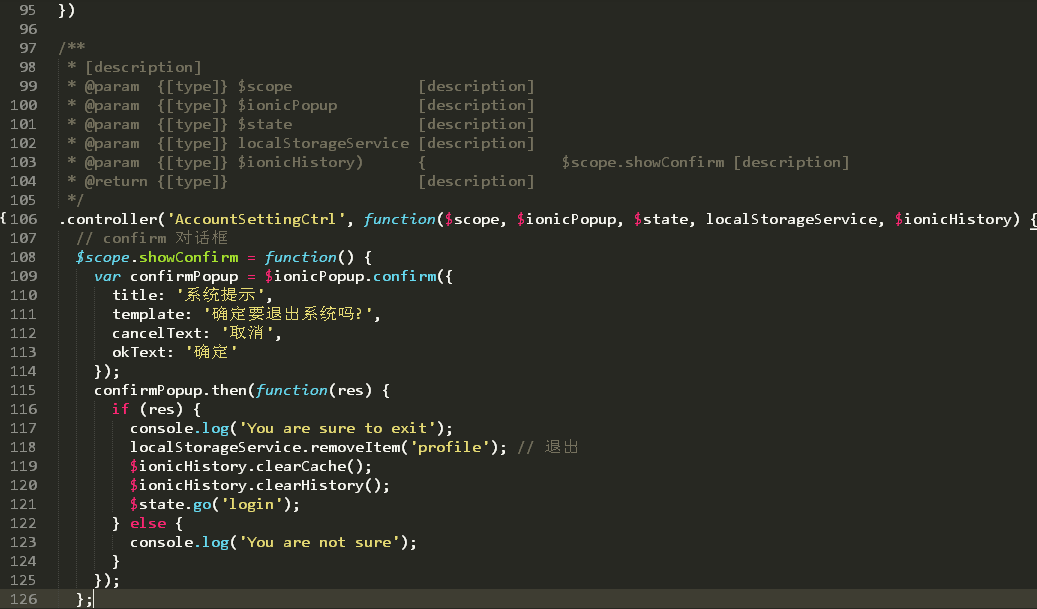 95 })
96
97 /**
98  * [description]
99  * @param  {[type]} $scope              [description]
100  * @param  {[type]} $ionicPopup         [description]
101  * @param  {[type]} $state              [description]
102  * @param  {[type]} localStorageService [description]
103  * @param  {[type]} $ionicHistory)      {               $scope.showConfirm [description]
104  * @return {[type]}                     [description]
105  */
{106 .controller('AccountSettingCtrl', function($scope, $ionicPopup, $state, localStorageService, $ionicHistory) {
107   // confirm 对话框
108   $scope.showConfirm = function() {
109     var confirmPopup = $ionicPopup.confirm({
110       title: '系统提示',
111       template: '确定要退出系统吗?',
112       cancelText: '取消',
113       okText: '确定'
114     });
115     confirmPopup.then(function(res) {
116       if (res) {
117         console.log('You are sure to exit');
118         localStorageService.removeItem('profile'); // 退出
119         $ionicHistory.clearCache();
120         $ionicHistory.clearHistory();
121         $state.go('login');
122       } else {
123         console.log('You are not sure');
124       }
125     });
126   };